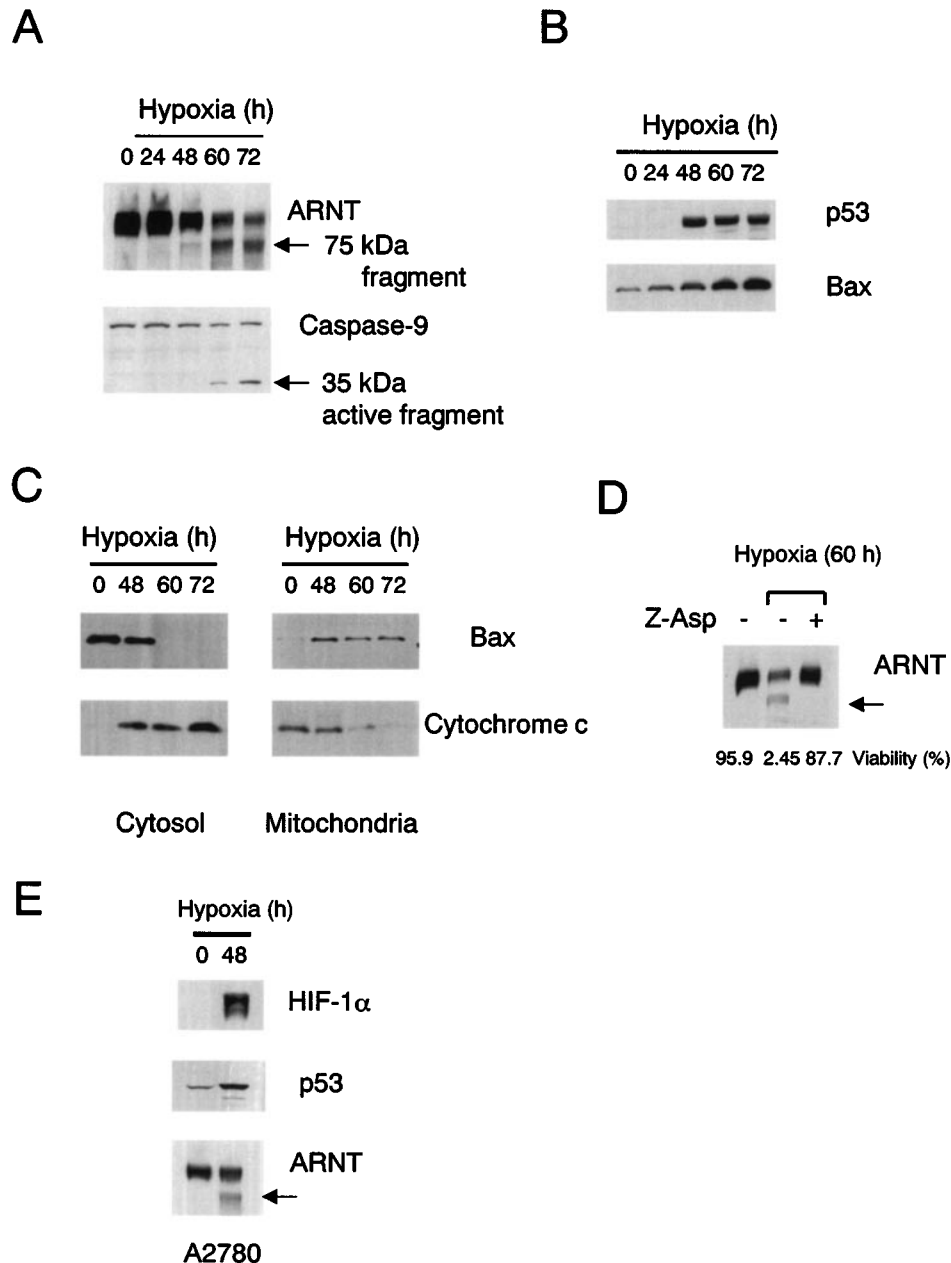 A
Hypoxia (h)
0 24 48 60 72
ARNT
75 kDa
fragment
Caspase-9
35 kDa
active fragment
B
Hypoxia (h)
0 24 48 60 72
p53
Bax
C
Hypoxia (h) Hypoxia (h)
0 48 60 72 0 48 60 72
Bax
Cytochrome c
Cytosol Mitochondria
D
Hypoxia (60 h)
Z-Asp - - +
ARNT
95.9 2.45 87.7 Viability (%)
E
Hypoxia (h)
0 48
HIF-1α
p53
ARNT
A2780